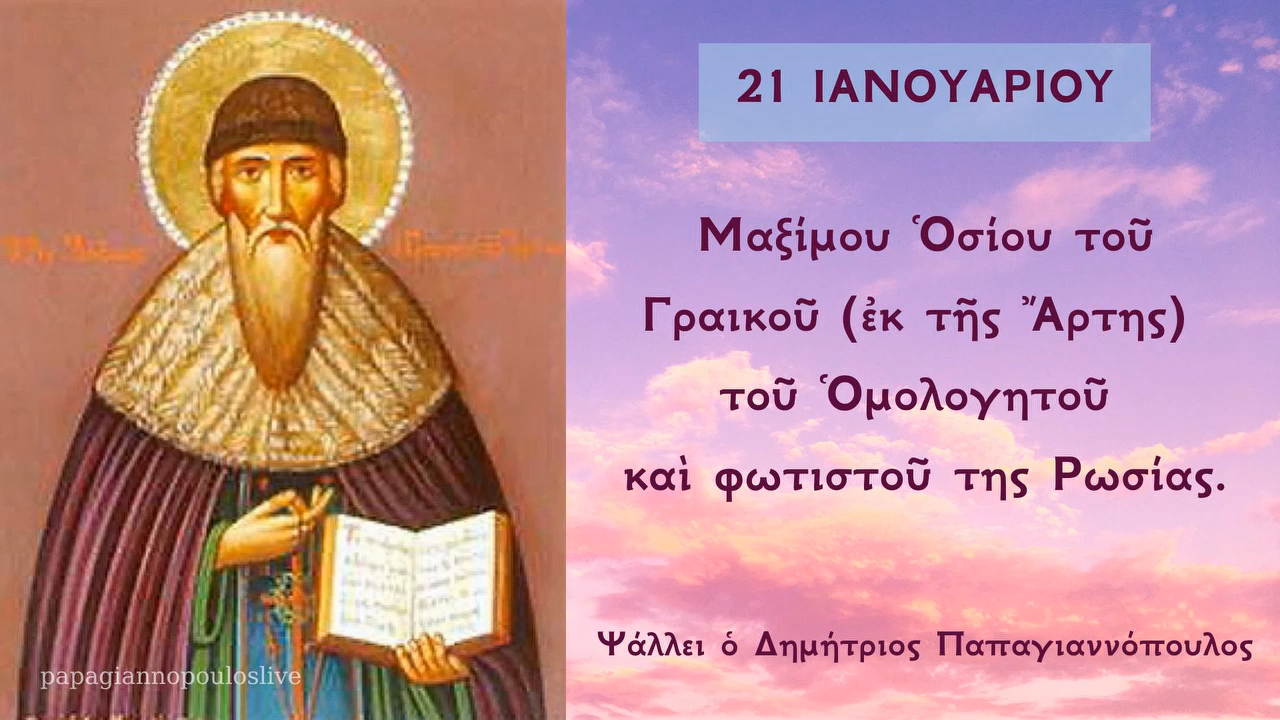 21 ΙΑΝΟΥΑΡΙΟΥ
Μαξίμου Ὁσίου τοῦ
Γραικοῦ (ἐκ τῆς Ἄρτης)
τοῦ Ὁμολογητοῦ
καὶ φωτιστοῦ της Ρωσίας.
Ψάλλει ὁ Δημήτριος Παπαγιαννόπουλος
papagiannopouloslive